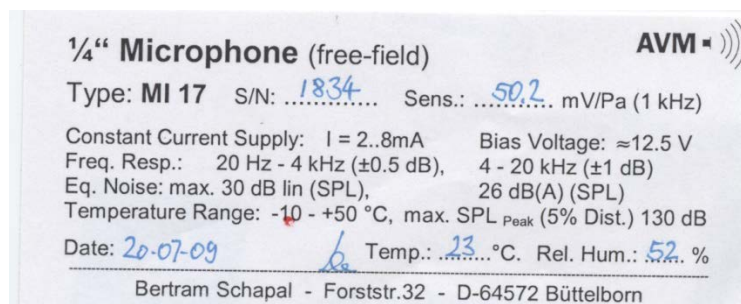 ¼“ Microphone (free-field) AVM
Type: MI 17 S/N: 1834 Sens.: 50.2 mV/Pa (1 kHz)
Constant Current Supply: I = 2..8mA Bias Voltage: ≈12.5 V
Freq. Resp.: 20 Hz - 4 kHz (±0.5 dB), 4 - 20 kHz (±1 dB)
Eq. Noise: max. 30 dB lin (SPL), 26 dB(A) (SPL)
Temperature Range: -10 - +50 °C, max. SPL Peak (5% Dist.) 130 dB
Date: 20-07-09 Temp.: 23 °C. Rel. Hum.: 52 %
Bertram Schapal - Forststr.32 - D-64572 Büttelborn